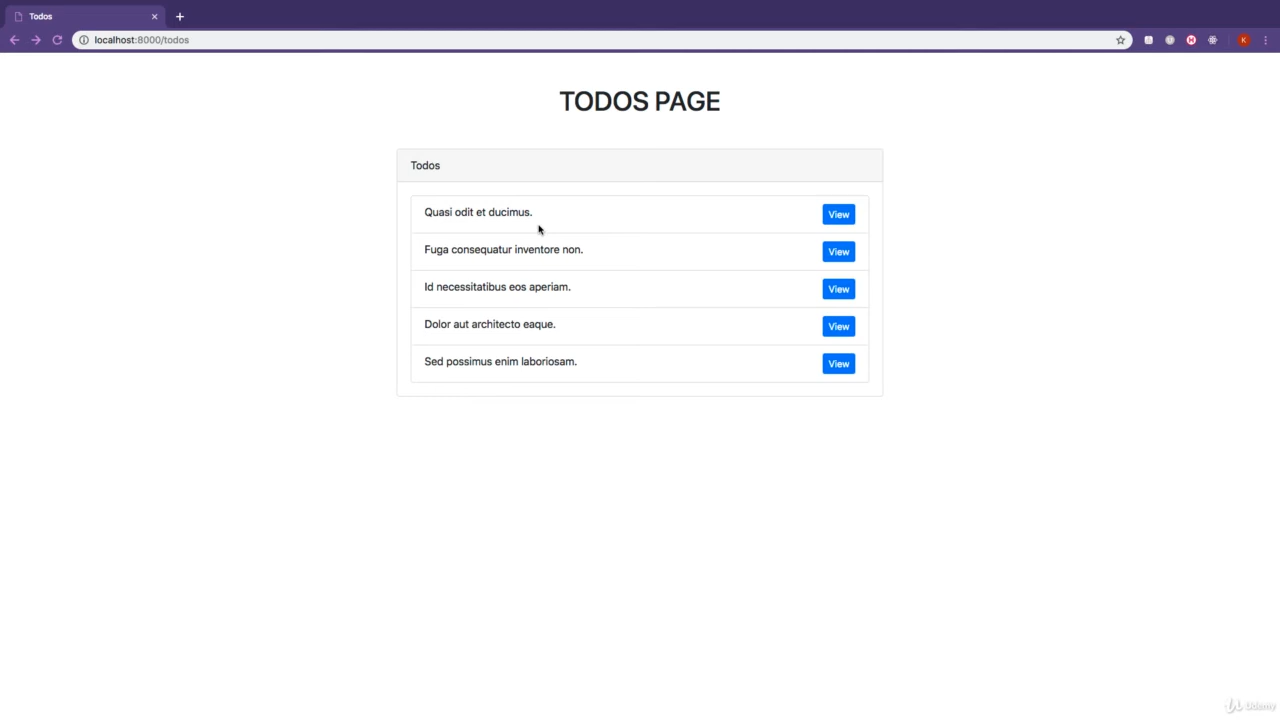 Todos
localhost:8000/todos
K
TODOS PAGE
Todos
Quasi odit et ducimus. View
Fuga consequatur inventore non. View
Id necessitatibus eos aperiam. View
Dolor aut architecto eaque. View
Sed possimus enim laboriosam. View
Udemy